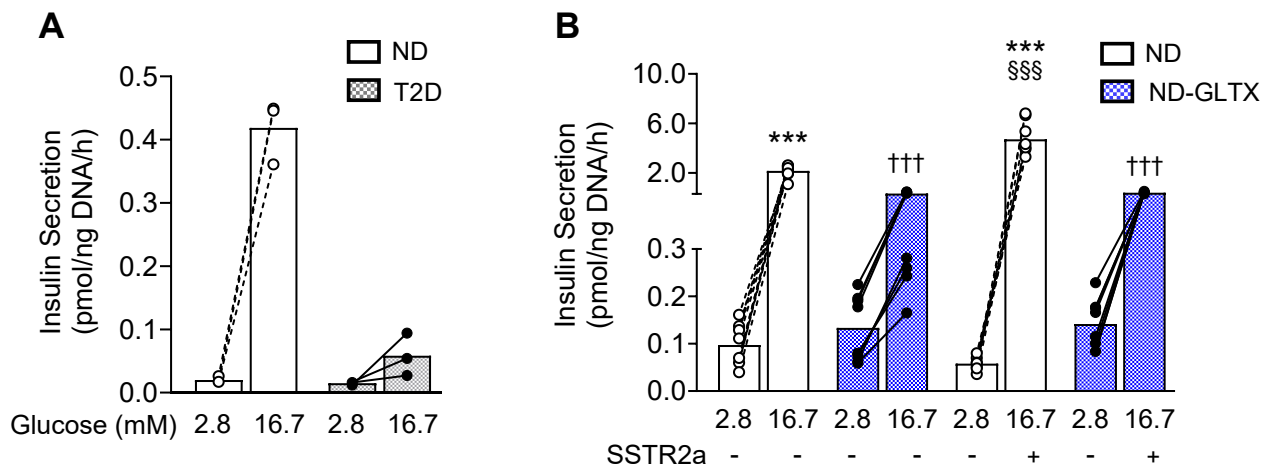 A
ND
T2D
Insulin Secretion
(pmol/ng DNA/h)
0.5
0.4
0.3
0.2
0.1
0.0
Glucose (mM) 2.8 16.7 2.8 16.7
B
ND
ND-GLTX
Insulin Secretion
(pmol/ng DNA/h)
10.0
6.0
2.0
0.3
0.2
0.1
0.0
***
†††
***
§§§
†††
2.8 16.7 2.8 16.7 2.8 16.7 2.8 16.7
SSTR2a - - - - - + - +